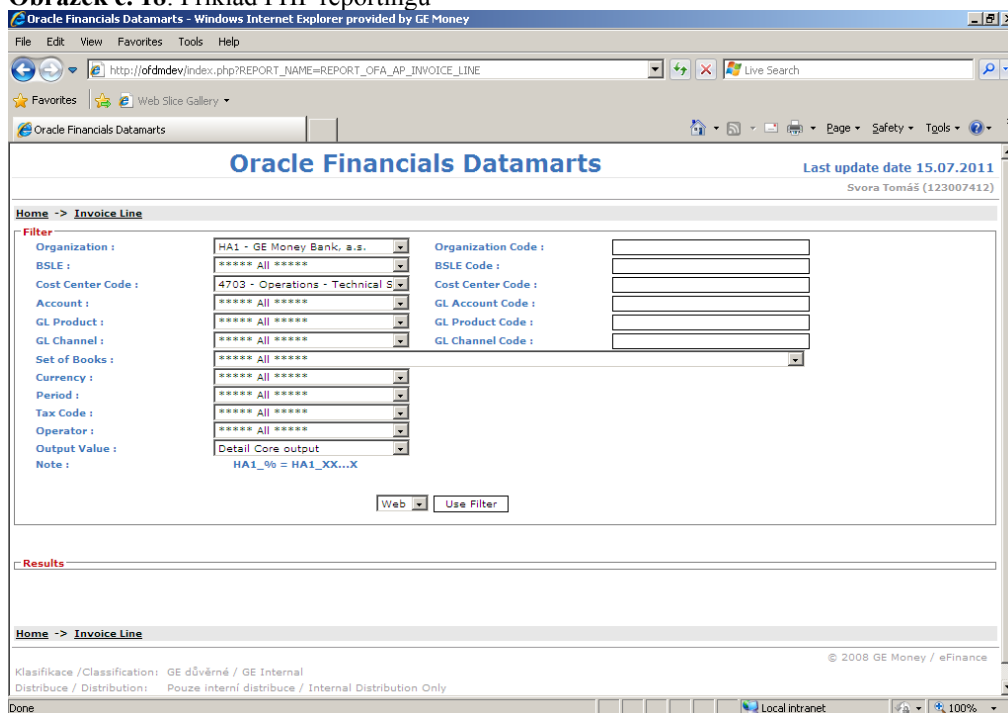 Obrázek č. 18: Příklad PHP reportingu
Oracle Financials Datamarts - Windows Internet Explorer provided by GE Money
File Edit View Favorites Tools Help
http://ofdmdev/index.php?REPORT_NAME=REPORT_OFA_AP_INVOICE_LINE Live Search
Favorites Web Slice Gallery
Oracle Financials Datamarts Page Safety Tools
Oracle Financials Datamarts Last update date 15.07.2011
Svora Tomáš (123007412)
Home -> Invoice Line
Filter
Organization : HA1 - GE Money Bank, a.s. Organization Code :
BSLE : ***** All ***** BSLE Code :
Cost Center Code : 4703 - Operations - Technical S Cost Center Code :
Account : ***** All ***** GL Account Code :
GL Product : ***** All ***** GL Product Code :
GL Channel : ***** All ***** GL Channel Code :
Set of Books : ***** All *****
Currency : ***** All *****
Period : ***** All *****
Tax Code : ***** All *****
Operator : ***** All *****
Output Value : Detail Core output
Note : HA1_% = HA1_XX...X
Web Use Filter
Results
Home -> Invoice Line
© 2008 GE Money / eFinance
Klasifikace /Classification: GE důvěrné / GE Internal
Distribuce / Distribution: Pouze interní distribuce / Internal Distribution Only
Done Local intranet 100%